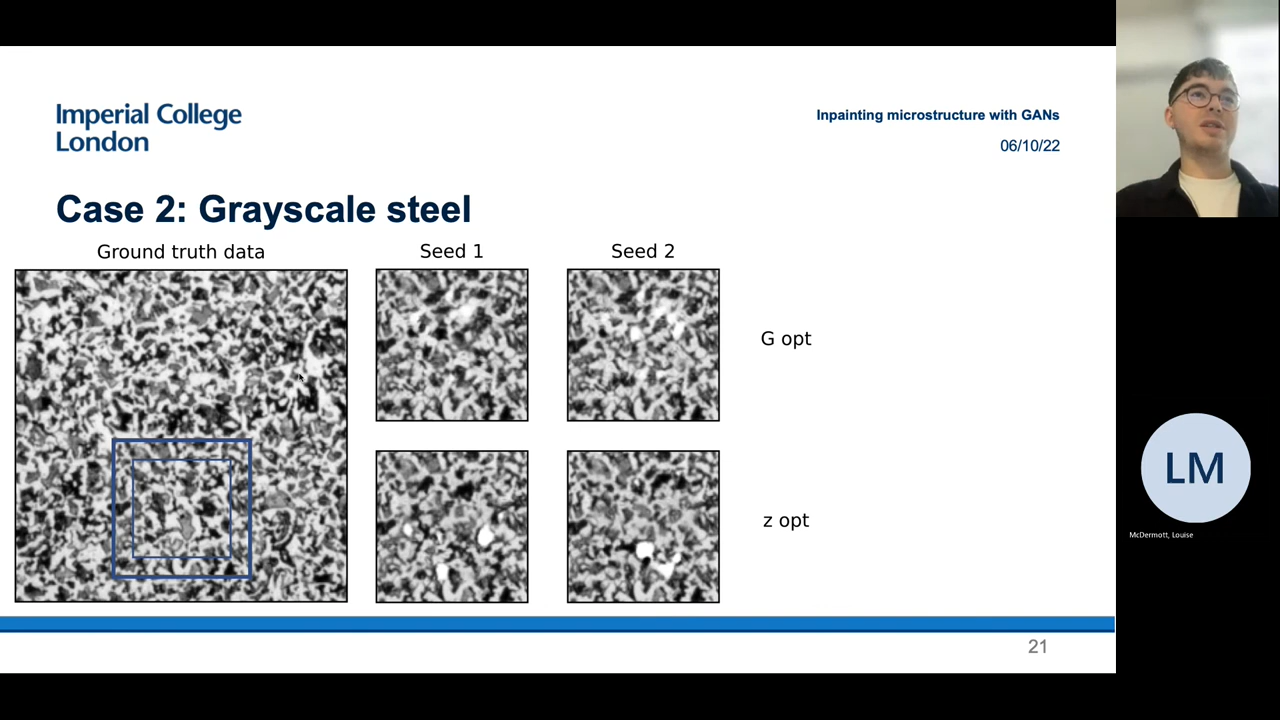 Imperial College
London
Inpainting microstructure with GANs
06/10/22
Case 2: Grayscale steel
Ground truth data
Seed 1
Seed 2
G opt
z opt
21
LM
McDermott, Louise